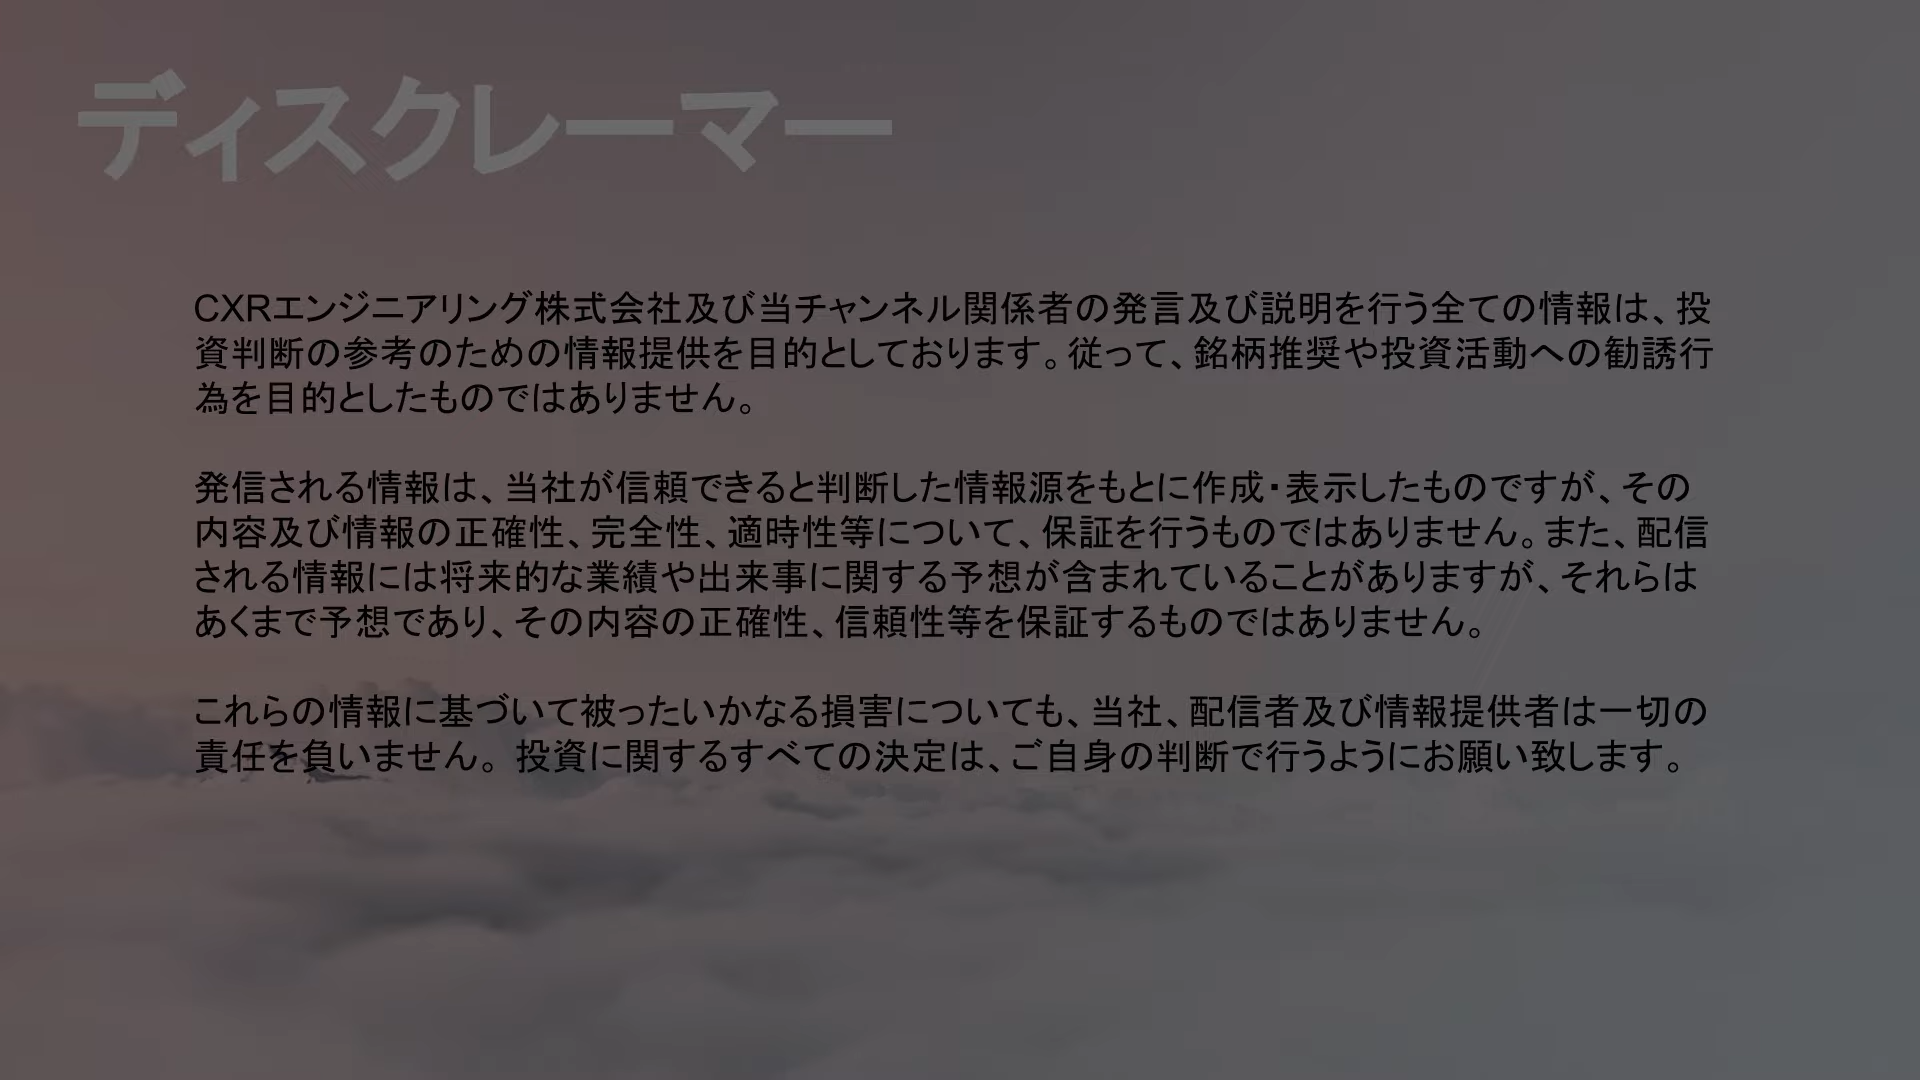 ディスクレーマー
CXRエンジニアリング株式会社及び当チャンネル関係者の発言及び説明を行う全ての情報は、投
資判断の参考のための情報提供を目的としております。従って、銘柄推奨や投資活動への勧誘行
為を目的としたものではありません。
発信される情報は、当社が信頼できると判断した情報源をもとに作成・表示したものですが、その
内容及び情報の正確性、完全性、適時性等について、保証を行うものではありません。また、配信
される情報には将来的な業績や出来事に関する予想が含まれていることがありますが、それらは
あくまで予想であり、その内容の正確性、信頼性等を保証するものではありません。
これらの情報に基づいて被ったいかなる損害についても、当社、配信者及び情報提供者は一切の
責任を負いません。投資に関するすべての決定は、ご自身の判断で行うようにお願い致します。